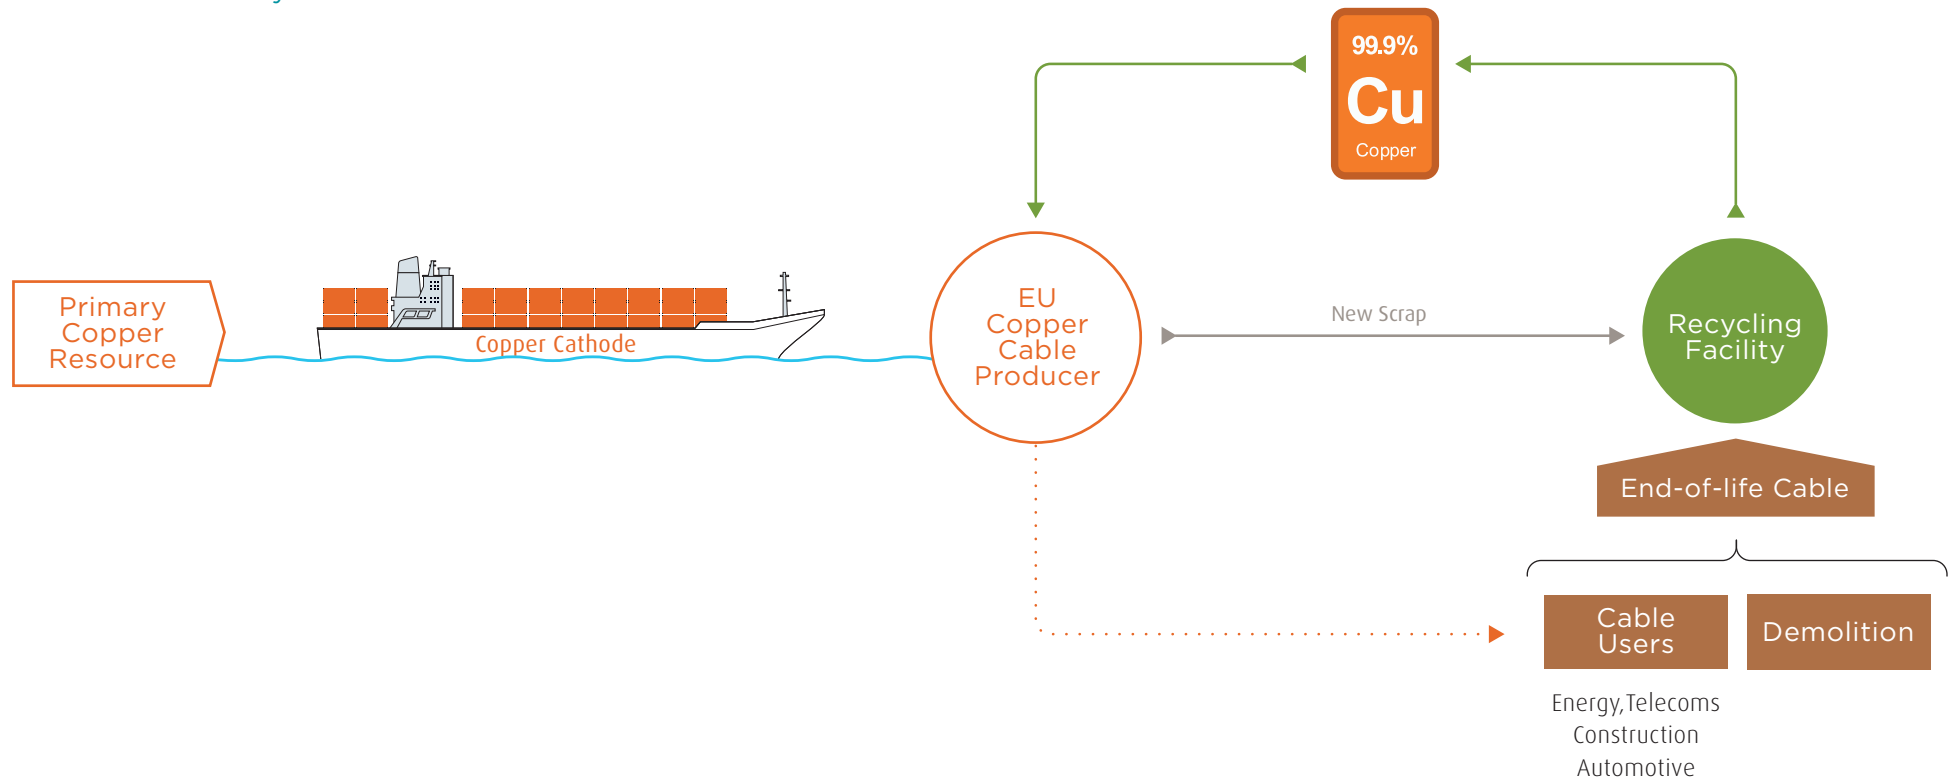 99.9%
Cu
Copper
Primary
Copper
Resource
Copper Cathode
EU
Copper
Cable
Producer
New Scrap
Recycling
Facility
End-of-life Cable
Cable
Users
Demolition
Energy,Telecoms
Construction
Automotive